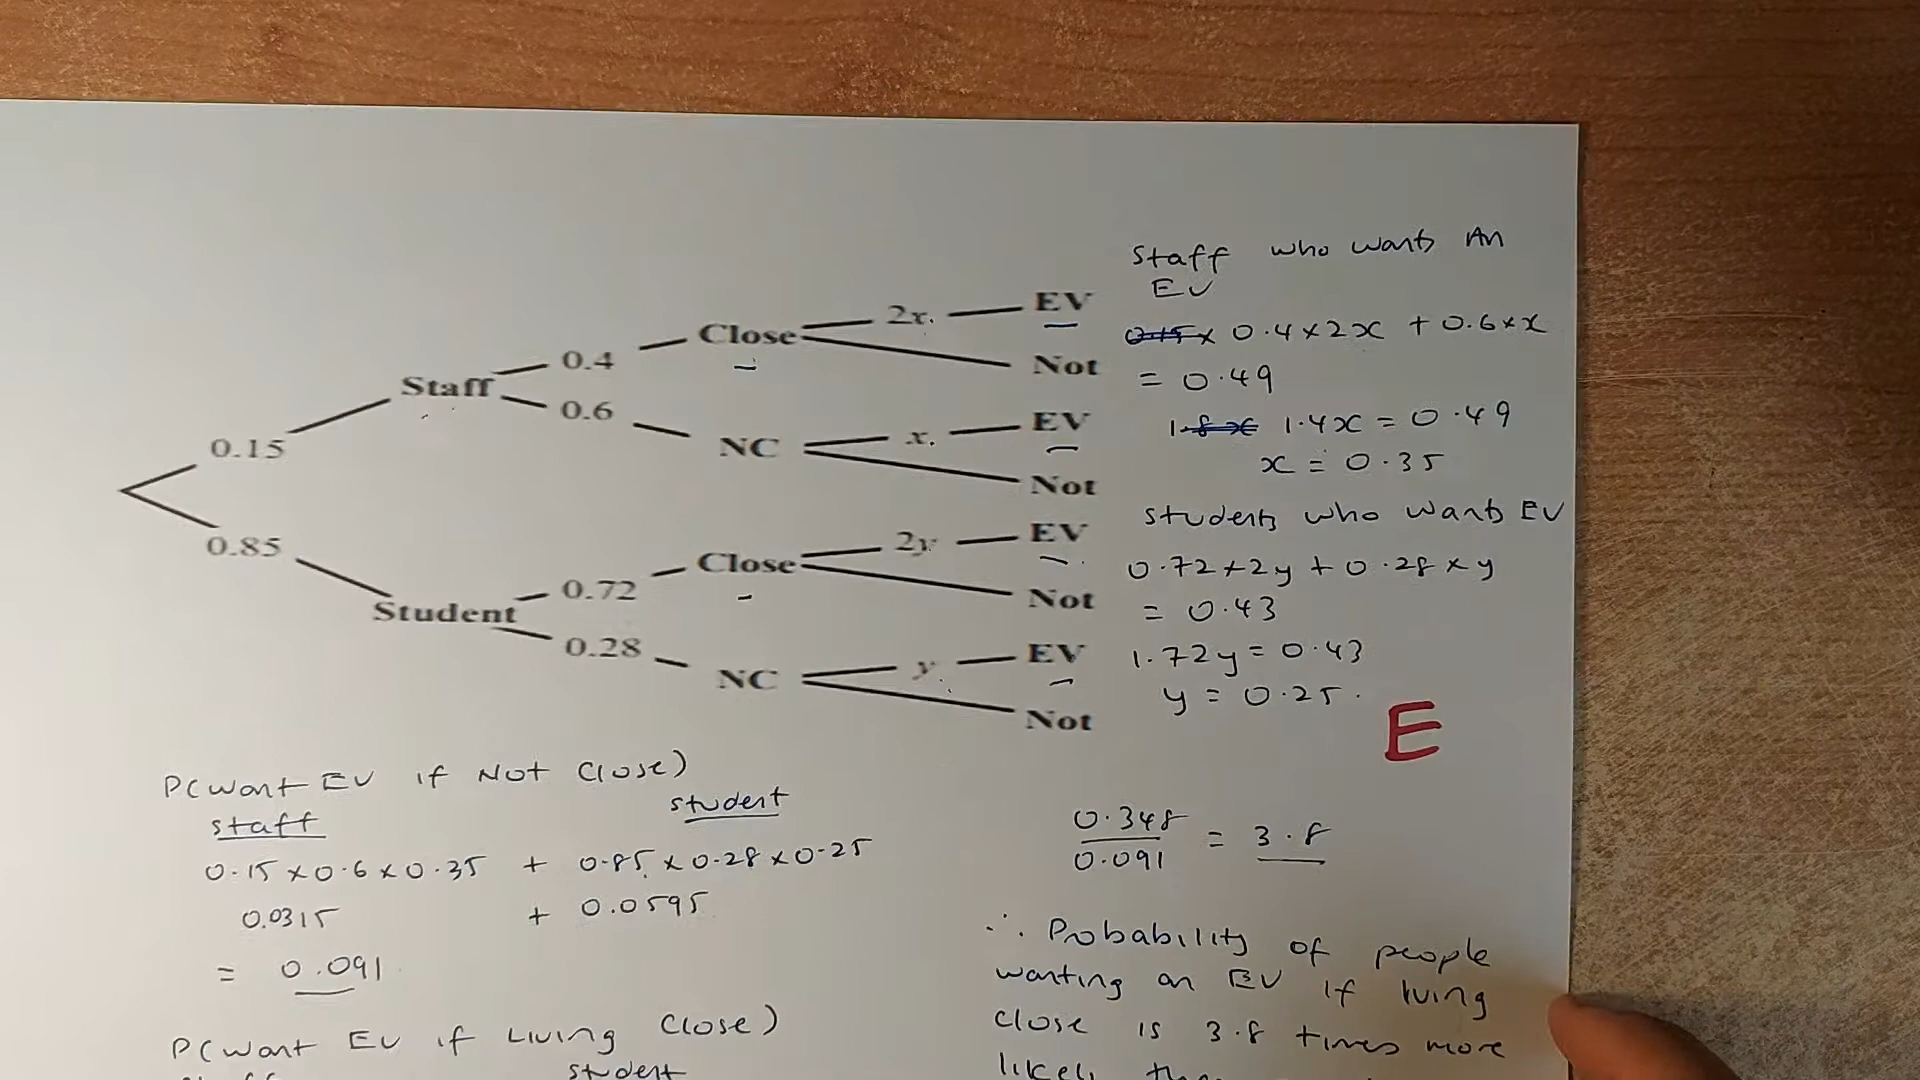 0.15
0.85
Staff
Student
0.4
0.6
0.72
0.28
Close
NC
Close
NC
2x
x
2y
y
EV
Not
EV
Not
EV
Not
EV
Not
Staff who wants An
EV
0.15 x 0.4 x 2x + 0.6 x x
= 0.49
1.8x 1.4x = 0.49
x = 0.35
Students who wants EV
0.72 x 2y + 0.28 x y
= 0.43
1.72y = 0.43
y = 0.25
E
P(want EV if Not Close)
staff
student
0.15 x 0.6 x 0.35 + 0.85 x 0.28 x 0.25
0.0315 + 0.0595
= 0.091
P(want EV if Living Close)
student
0.348
0.091
= 3.8
∴ Probability of people
wanting an EV if living
close is 3.8 times more